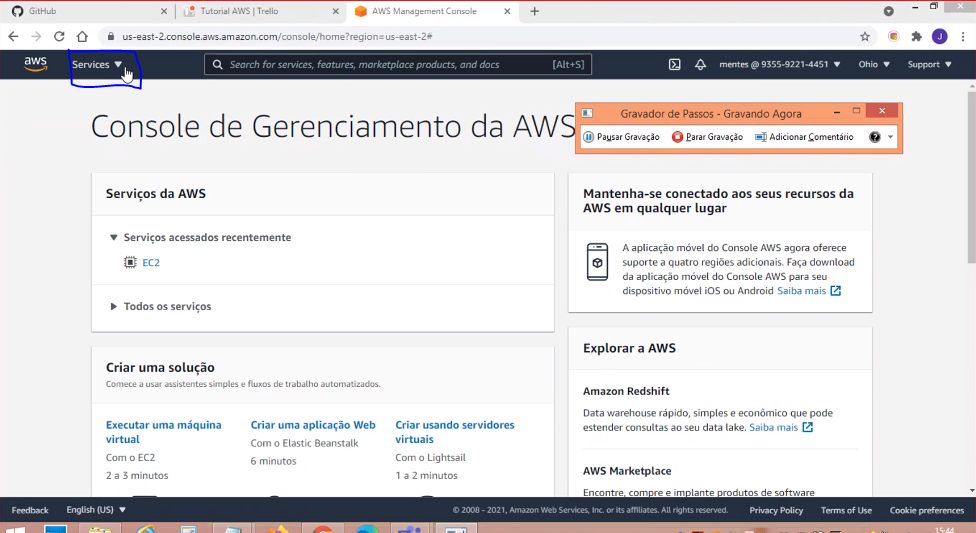 GitHub
Tutorial AWS | Trello
AWS Management Console
us-east-2.console.aws.amazon.com/console/home?region=us-east-2#
J
aws
Services
Search for services, features, marketplace products, and docs
[Alt+S]
mentes @ 9355-9221-4451
Ohio
Support
Console de Gerenciamento da AWS
Gravador de Passos - Gravando Agora
Pausar Gravação
Parar Gravação
Adicionar Comentário
Serviços da AWS
Serviços acessados recentemente
EC2
Todos os serviços
Mantenha-se conectado aos seus recursos da
AWS em qualquer lugar
A aplicação móvel do Console AWS agora oferece
suporte a quatro regiões adicionais. Faça download
da aplicação móvel do Console AWS para seu
dispositivo móvel iOS ou Android Saiba mais
Criar uma solução
Comece a usar assistentes simples e fluxos de trabalho automatizados.
Executar uma máquina
virtual
Com o EC2
2 a 3 minutos
Criar uma aplicação Web
Com o Elastic Beanstalk
6 minutos
Criar usando servidores
virtuais
Com o Lightsail
1 a 2 minutos
Explorar a AWS
Amazon Redshift
Data warehouse rápido, simples e econômico que pode
estender consultas ao seu data lake. Saiba mais
AWS Marketplace
Encontre, compre e implante produtos de software
Feedback
English (US)
© 2008 - 2021, Amazon Web Services, Inc. or its affiliates. All rights reserved.
Privacy Policy
Terms of Use
Cookie preferences
15:44